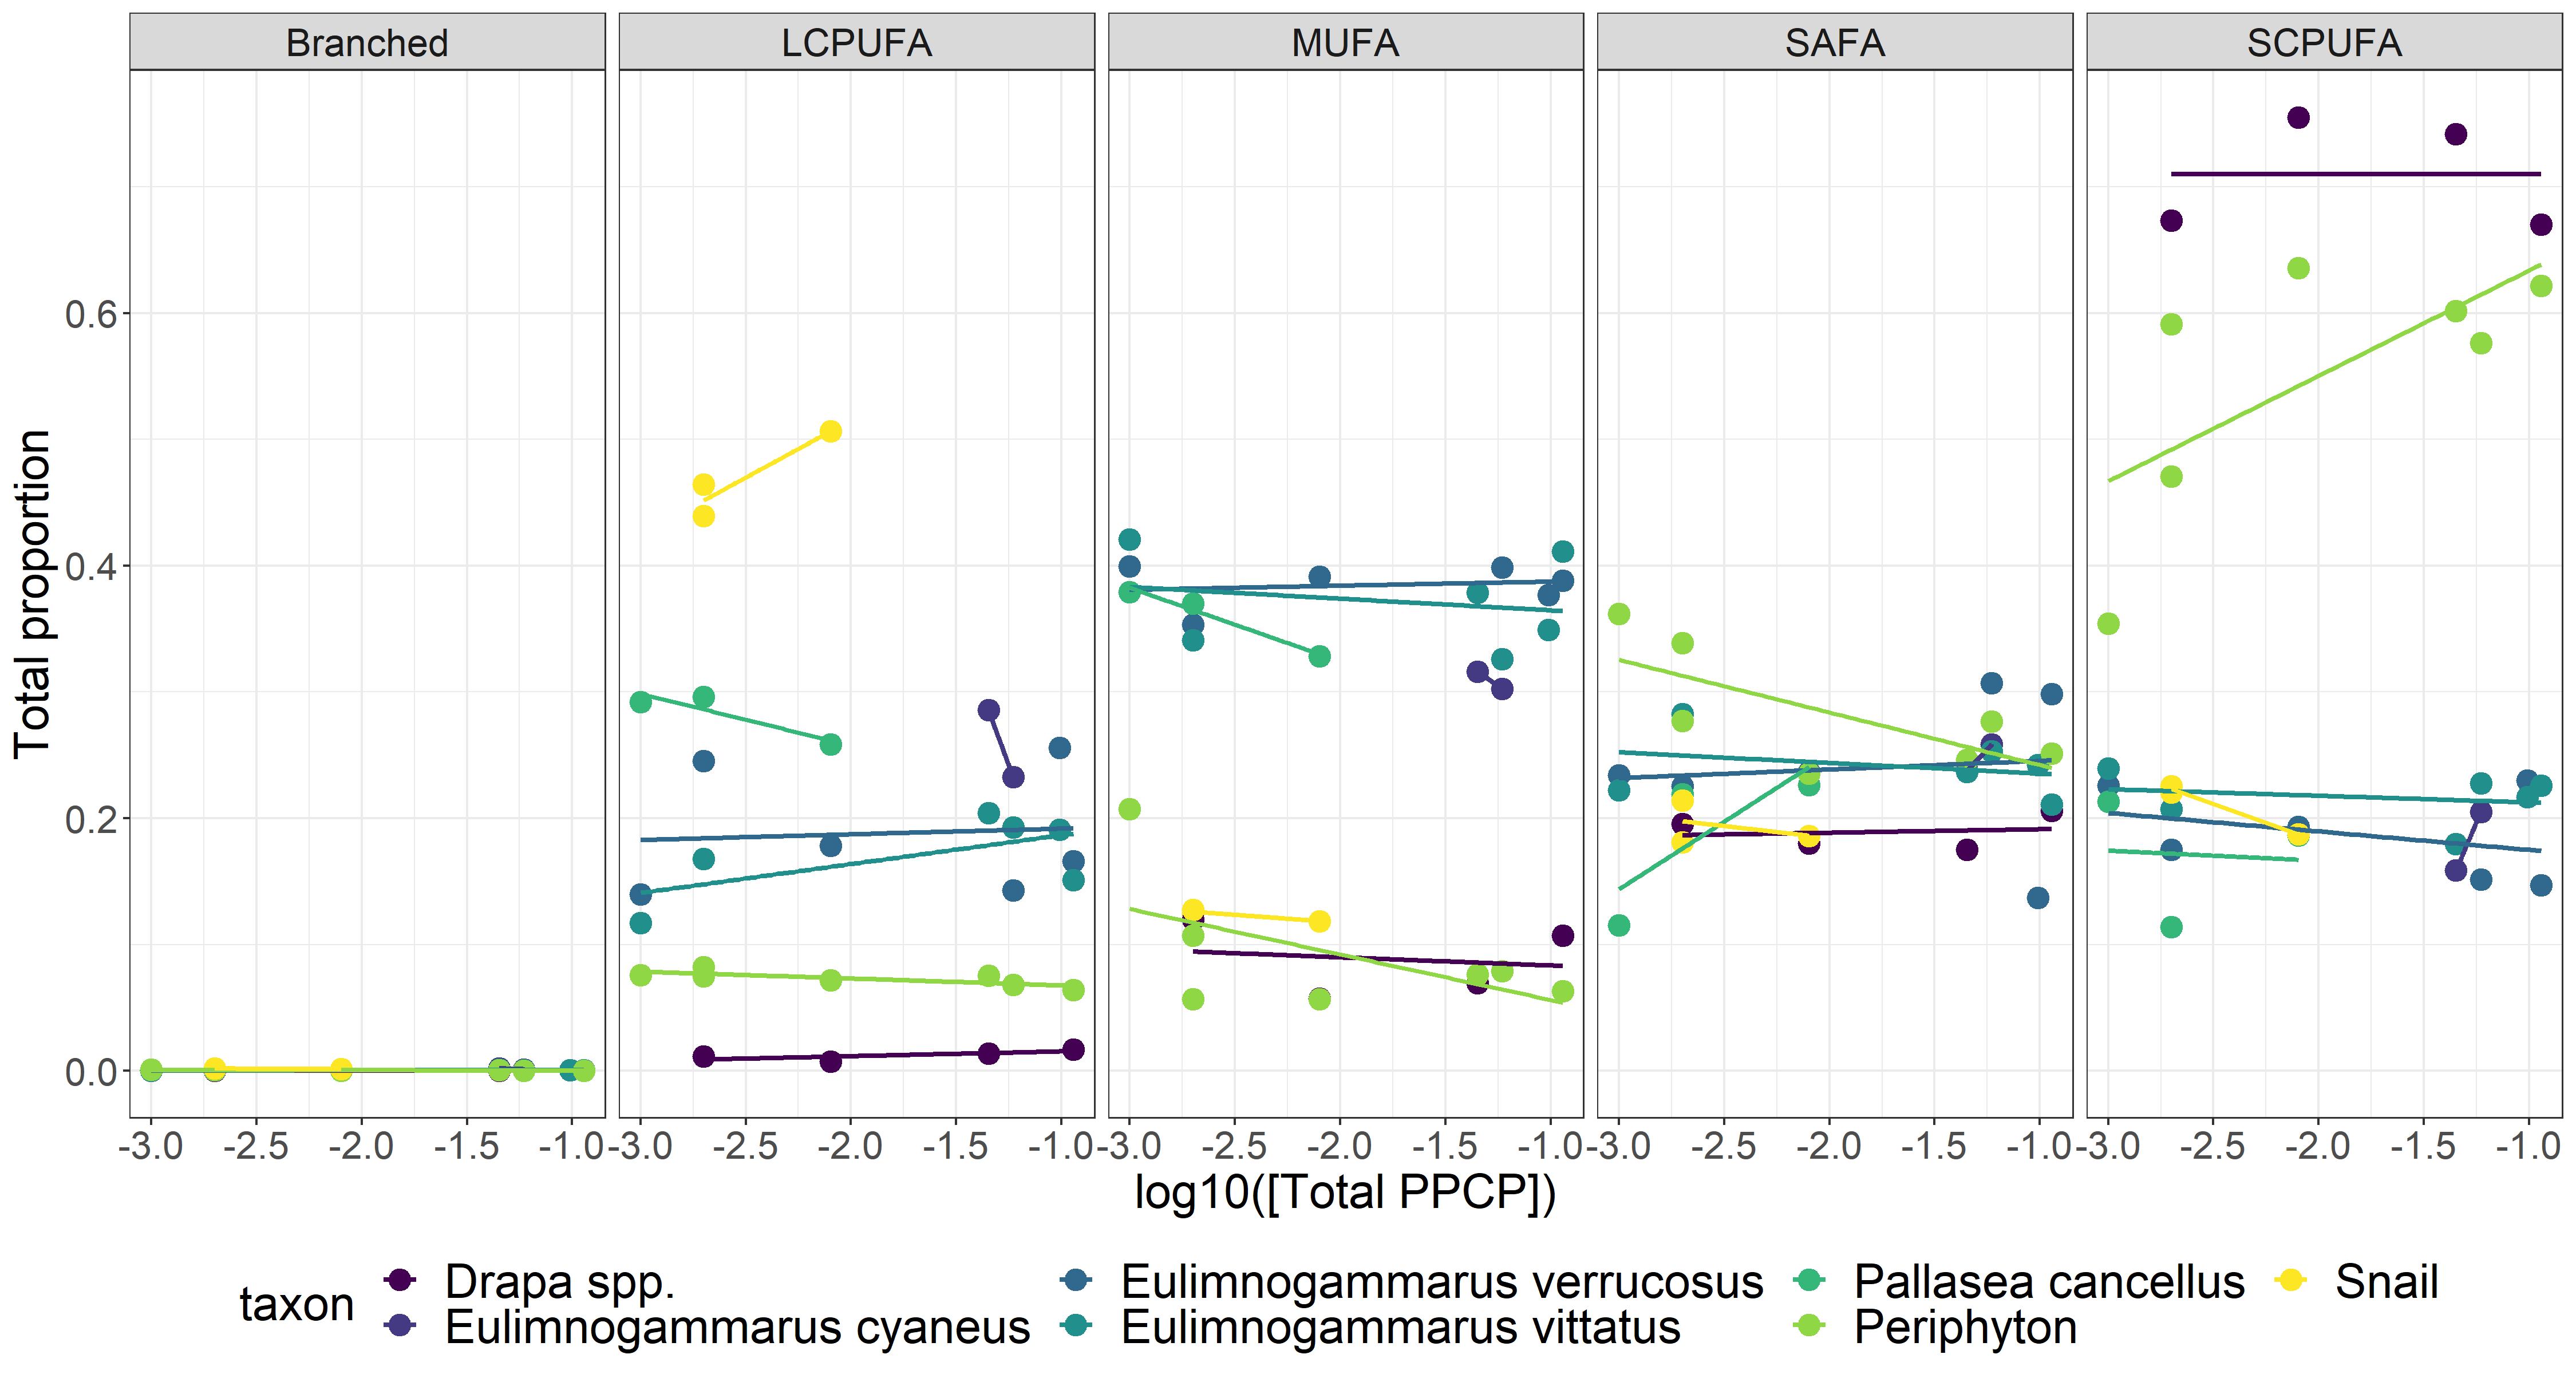 Branched LCPUFA MUFA SAFA SCPUFA
Total proportion
0.6
0.4
0.2
0.0
-3.0 -2.5 -2.0 -1.5 -1.0 -3.0 -2.5 -2.0 -1.5 -1.0 -3.0 -2.5 -2.0 -1.5 -1.0 -3.0 -2.5 -2.0 -1.5 -1.0 -3.0 -2.5 -2.0 -1.5 -1.0
log10([Total PPCP])
taxon
Drapa spp. Eulimnogammarus verrucosus Pallasea cancellus Snail
Eulimnogammarus cyaneus Eulimnogammarus vittatus Periphyton